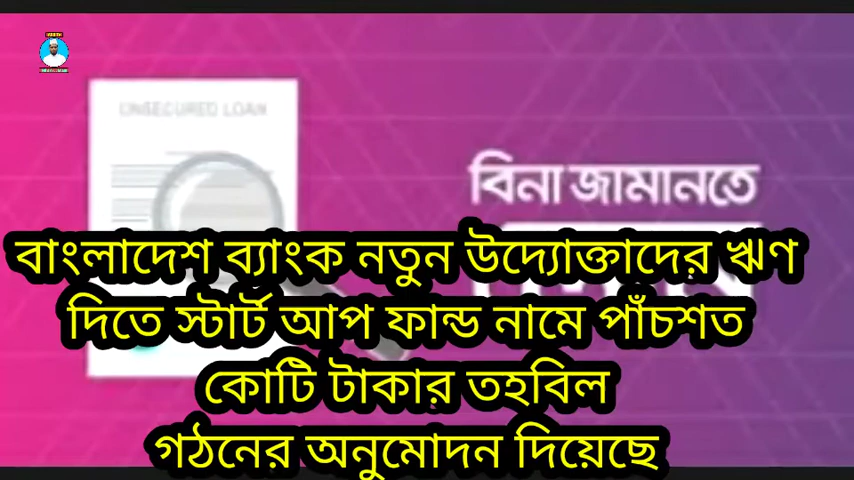 UNSECURED LOAN
বিনা জামানতে
বাংলাদেশ ব্যাংক নতুন উদ্যোক্তাদের ঋণ
দিতে স্টার্ট আপ ফান্ড নামে পাঁচশত
কোটি টাকার তহবিল
গঠনের অনুমোদন দিয়েছে